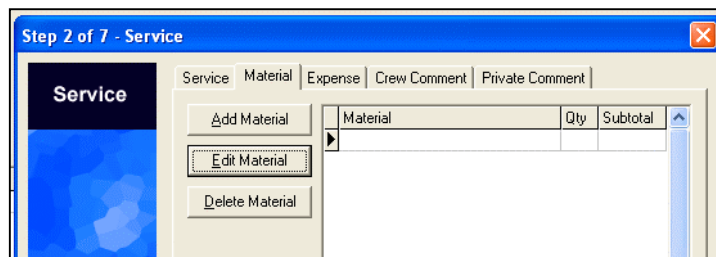 Step 2 of 7 - Service
Service
Service Material Expense Crew Comment Private Comment
Add Material
Edit Material
Delete Material
Material Qty Subtotal